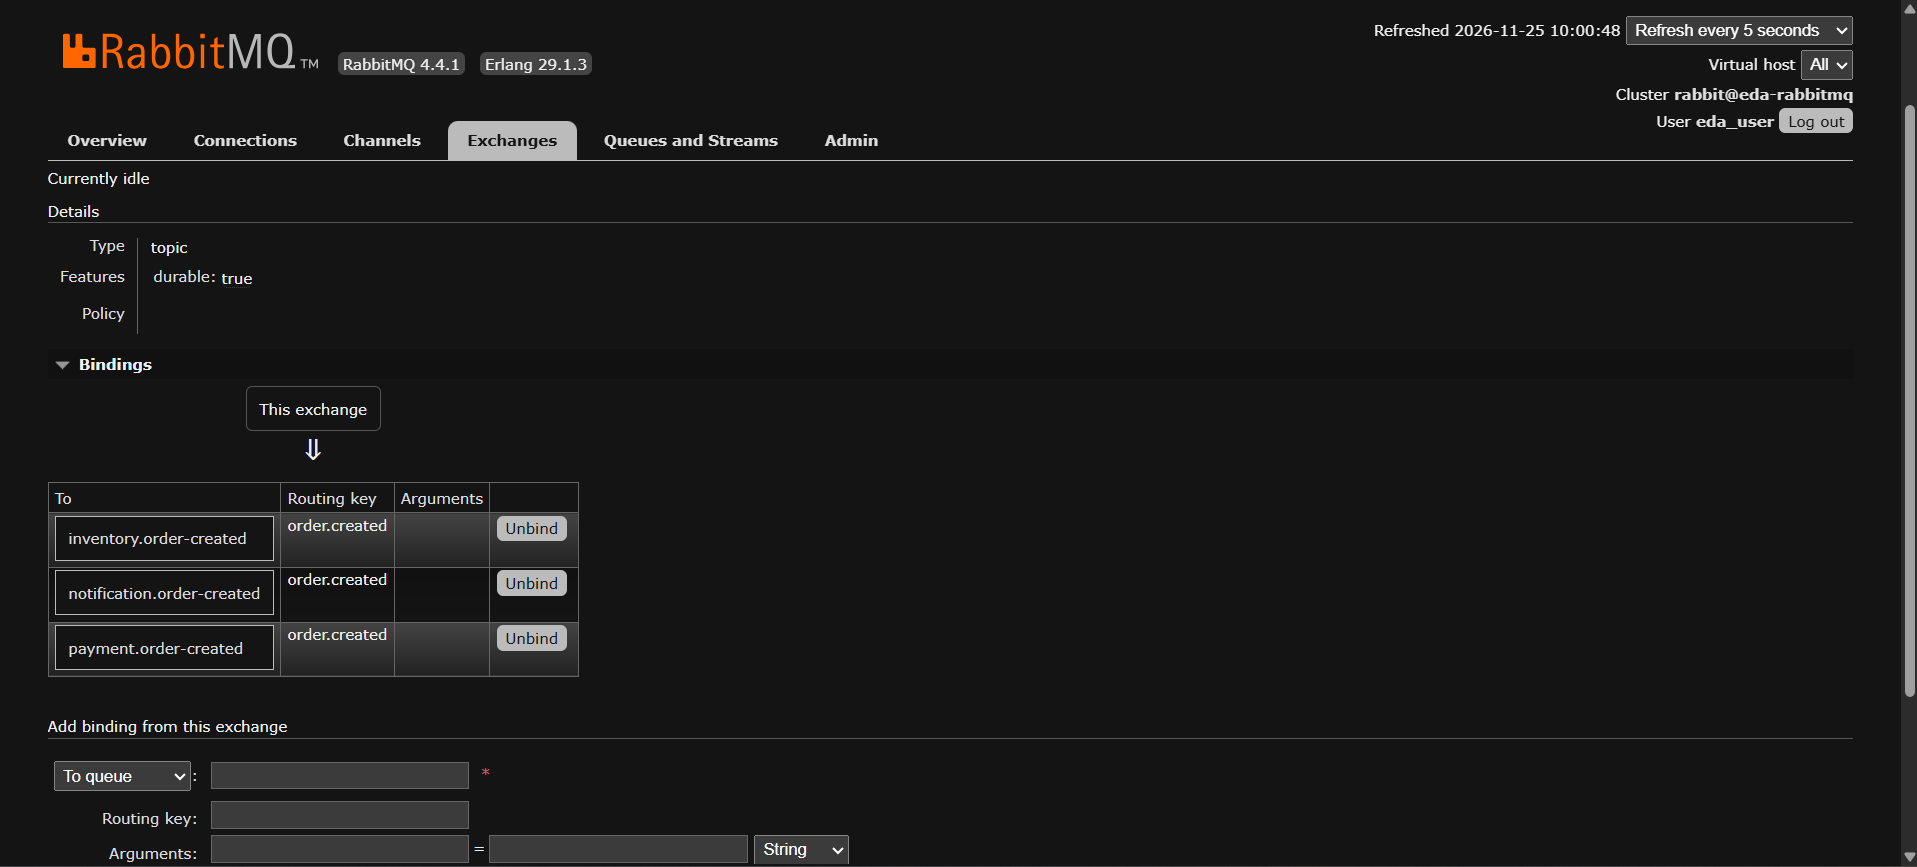 RabbitMQ TM RabbitMQ 4.4.1 Erlang 29.1.3
Refreshed 2026-11-25 10:00:48 Refresh every 5 seconds
Virtual host All
Cluster rabbit@eda-rabbitmq
User eda_user Log out
Overview Connections Channels Exchanges Queues and Streams Admin
Currently idle
Details
Type topic
Features durable: true
Policy
Bindings
This exchange
⇓
To Routing key Arguments
inventory.order-created order.created Unbind
notification.order-created order.created Unbind
payment.order-created order.created Unbind
Add binding from this exchange
To queue : *
Routing key:
Arguments: = String